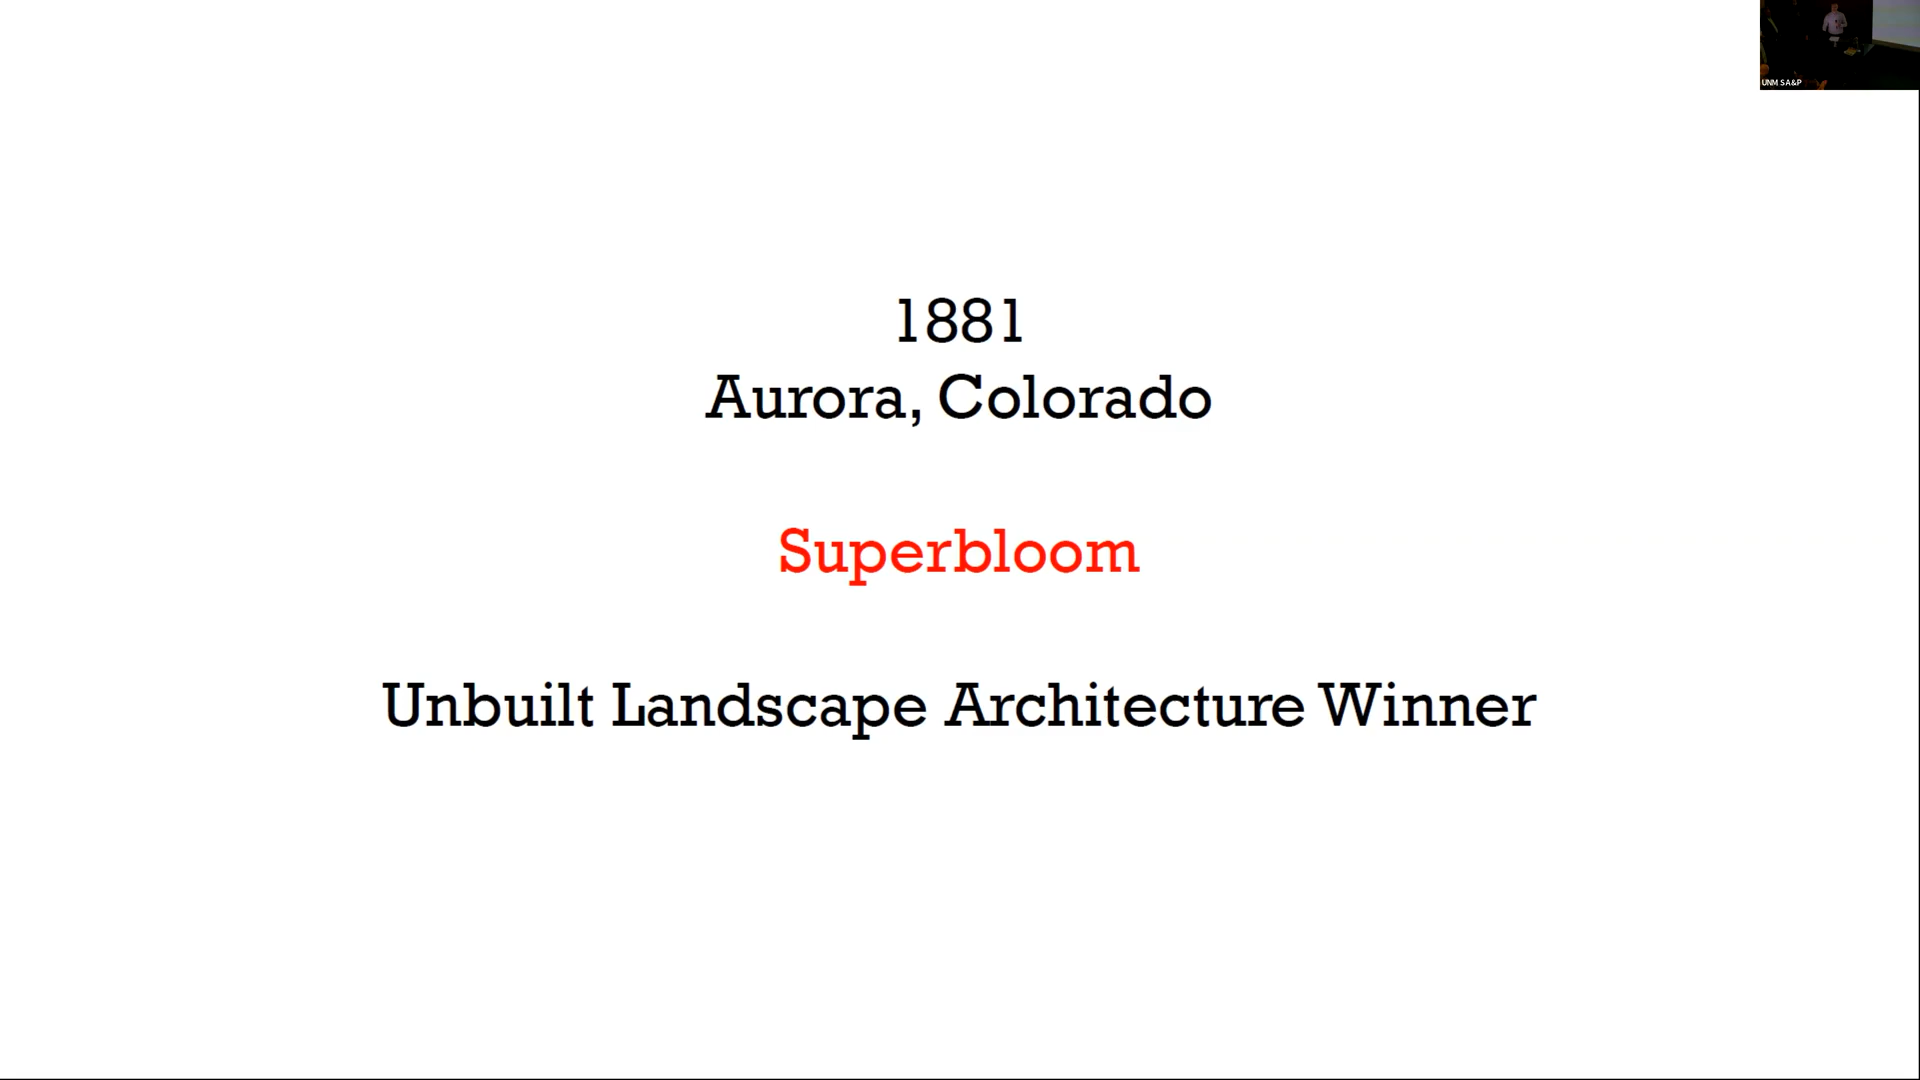 UNM SA&P
1881
Aurora, Colorado
Superbloom
Unbuilt Landscape Architecture Winner